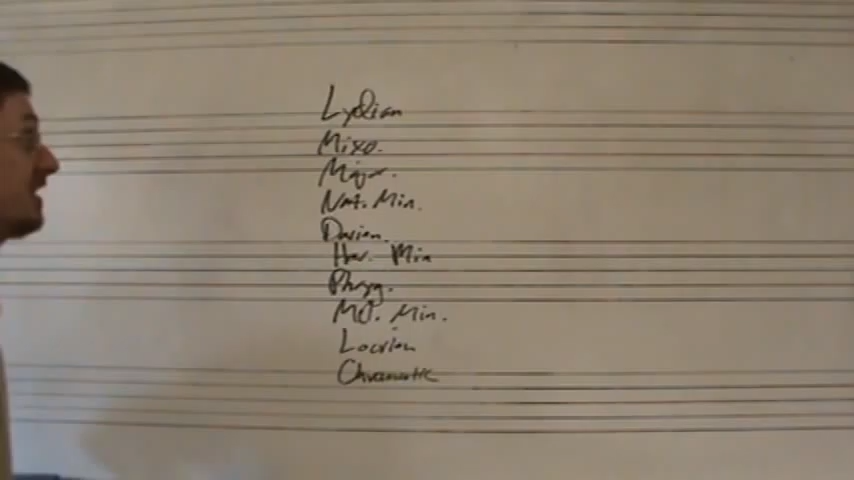 Lydian
Mixo.
Major.
Nat. Min.
Dorian.
Har. Min
Phryg.
Mel. Min.
Locrian
Chromatic